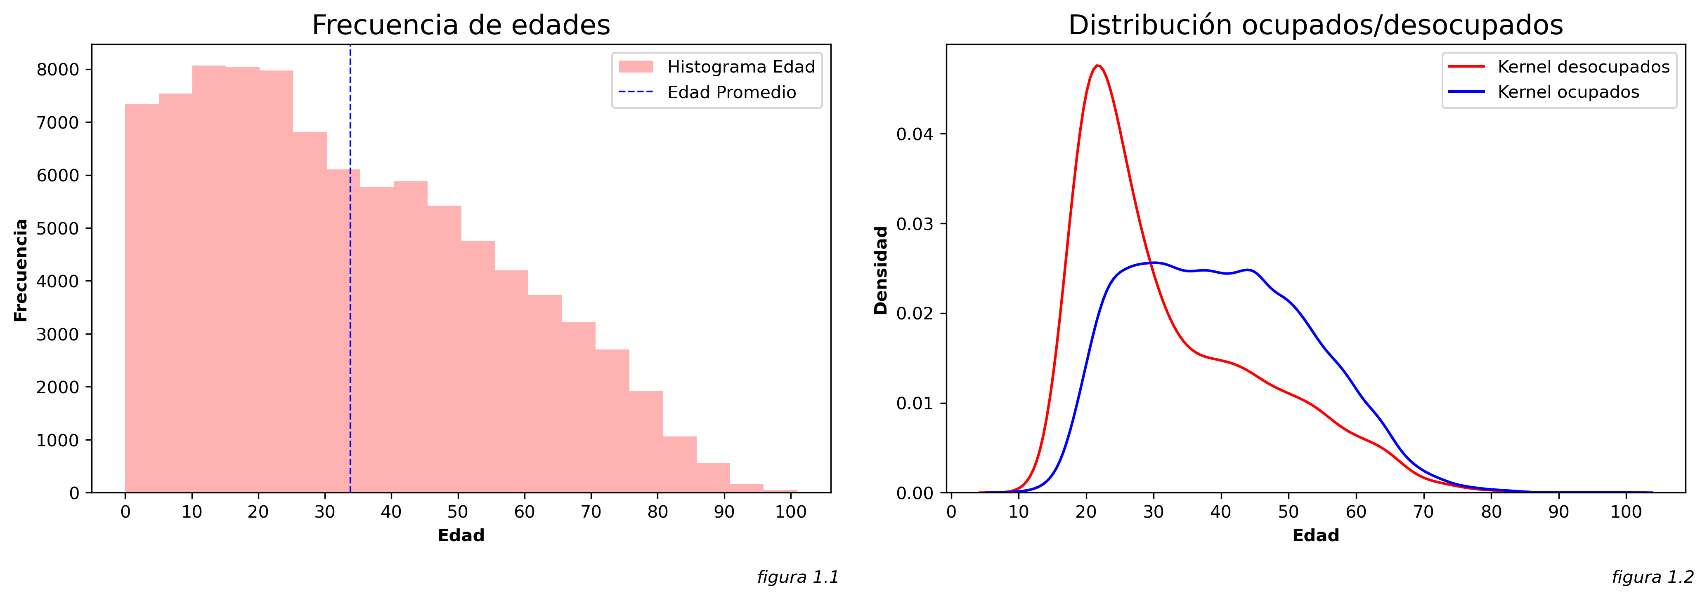 Frecuencia de edades
Histograma Edad
Edad Promedio
8000
7000
6000
5000
4000
3000
2000
1000
0
Frecuencia
0 10 20 30 40 50 60 70 80 90 100
Edad
figura 1.1
Distribución ocupados/desocupados
Kernel desocupados
Kernel ocupados
0.04
0.03
0.02
0.01
0.00
Densidad
0 10 20 30 40 50 60 70 80 90 100
Edad
figura 1.2